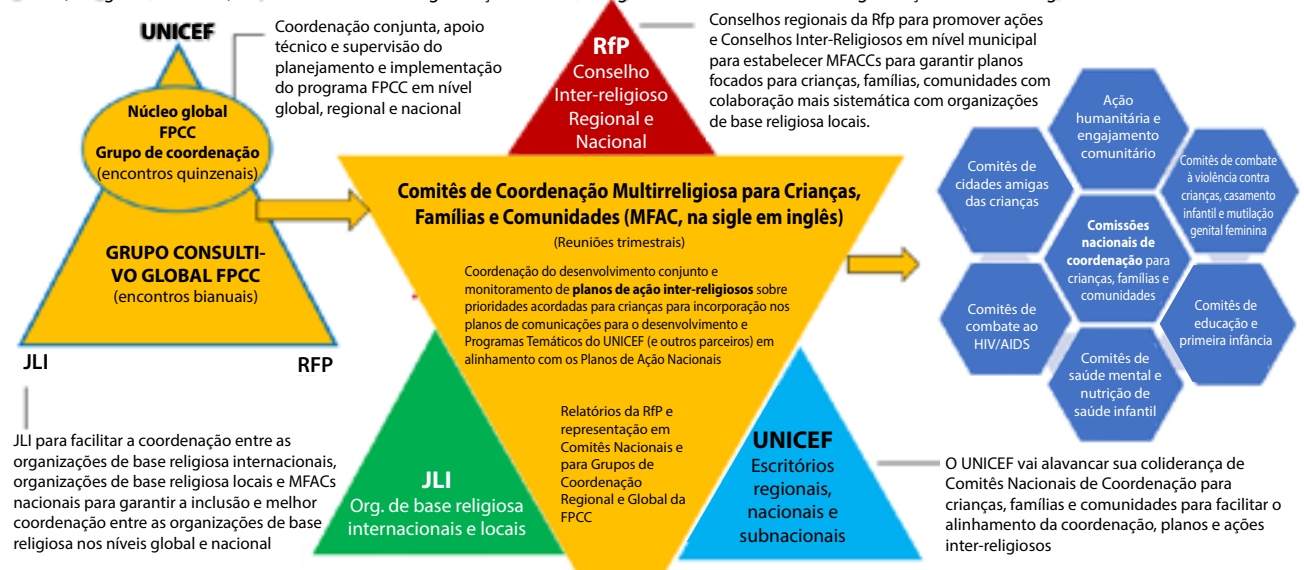 UNICEF
Coordenação conjunta, apoio
técnico e supervisão do
planejamento e implementação
do programa FPCC em nível
global, regional e nacional
Núcleo global
FPCC
Grupo de coordenação
(encontros quinzenais)
GRUPO CONSULTI-
VO GLOBAL FPCC
(encontros bianuais)
JLI
RFP
JLI para facilitar a coordenação entre as
organizações de base religiosa internacionais,
organizações de base religiosa locais e MFACs
nacionais para garantir a inclusão e melhor
coordenação entre as organizações de base
religiosa nos níveis global e nacional
RfP
Conselho
Inter-religioso
Regional e
Nacional
Conselhos regionais da Rfp para promover ações
e Conselhos Inter-Religiosos em nível municipal
para estabelecer MFACCs para garantir planos
focados para crianças, famílias, comunidades com
colaboração mais sistemática com organizações
de base religiosa locais.
Comitês de Coordenação Multirreligiosa para Crianças,
Famílias e Comunidades (MFAC, na sigle em inglês)
(Reuniões trimestrais)
Coordenação do desenvolvimento conjunto e
monitoramento de planos de ação inter-religiosos sobre
prioridades acordadas para crianças para incorporação nos
planos de comunicações para o desenvolvimento e
Programas Temáticos do UNICEF (e outros parceiros) em
alinhamento com os Planos de Ação Nacionais
Relatórios da RfP e
representação em
Comitês Nacionais e
para Grupos de
Coordenação
Regional e Global da
FPCC
JLI
Org. de base religiosa
internacionais e locais
UNICEF
Escritórios
regionais,
nacionais e
subnacionais
Ação
humanitária e
engajamento
comunitário
Comitês de
cidades amigas
das crianças
Comitês de combate
à violência contra
crianças, casamento
infantil e mutilação
genital feminina
Comissões
nacionais de
coordenação para
crianças, famílias e
comunidades
Comitês de
combate ao
HIV/AIDS
Comitês de
educação e
primeira infância
Comitês de
saúde mental e
nutrição de
saúde infantil
O UNICEF vai alavancar sua coliderança de
Comitês Nacionais de Coordenação para
crianças, famílias e comunidades para facilitar o
alinhamento da coordenação, planos e ações
inter-religiosos